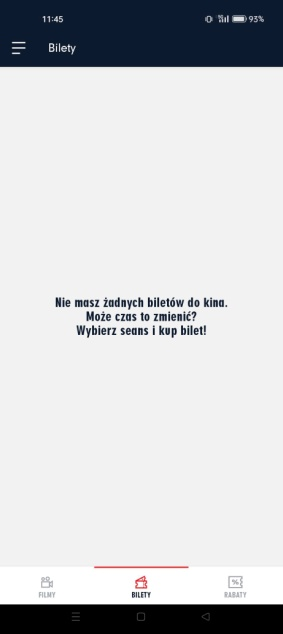 11:45
93%
Bilety
Nie masz żadnych biletów do kina.
Może czas to zmienić?
Wybierz seans i kup bilet!
FILMY
BILETY
RABATY